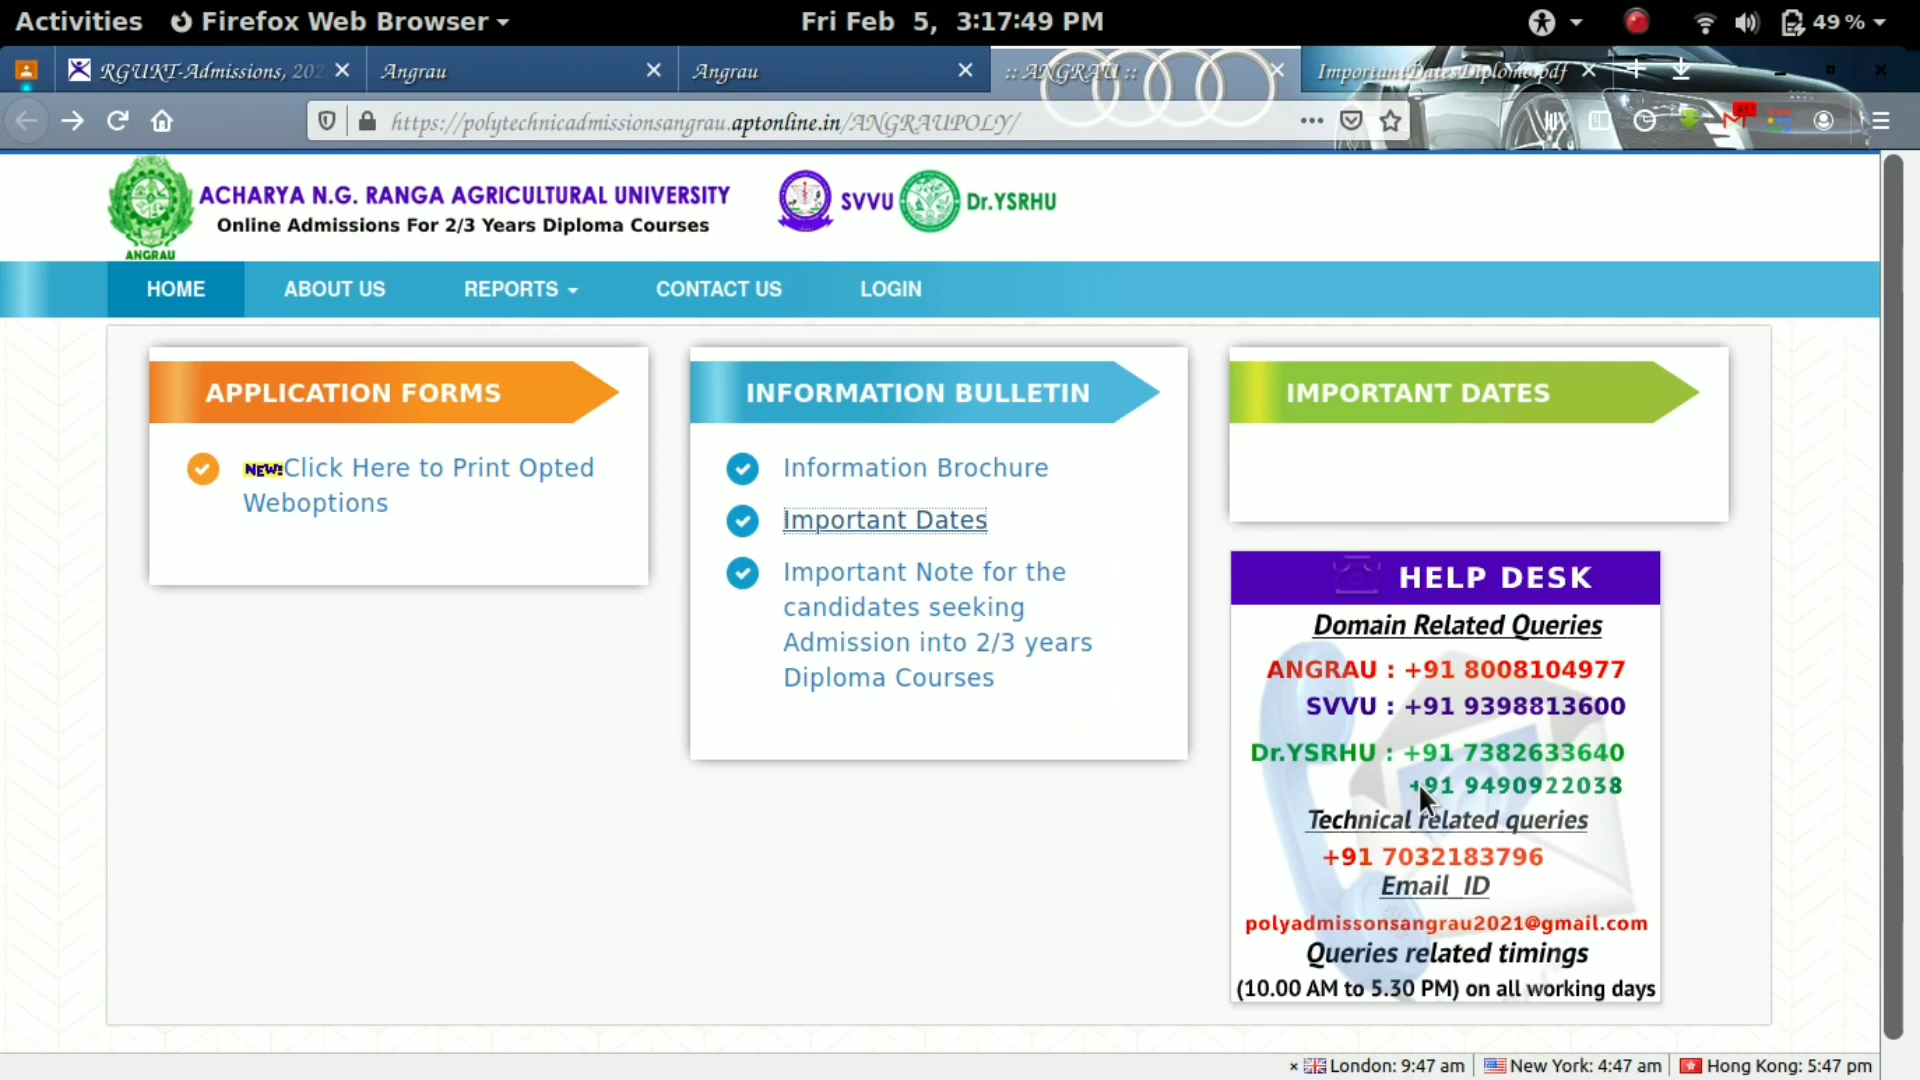 Activities Firefox Web Browser Fri Feb 5, 3:17:49 PM 49 %
RGUKT-Admissions, 202 Angrau Angrau :: ANGRAU :: ImportantDatesDiploma.pdf
https://polytechnicadmissionsangrau.aptonline.in/ANGRAUPOLY/
ACHARYA N.G. RANGA AGRICULTURAL UNIVERSITY
Online Admissions For 2/3 Years Diploma Courses
ANGRAU
SVVU Dr.YSRHU
HOME ABOUT US REPORTS CONTACT US LOGIN
APPLICATION FORMS
NEW! Click Here to Print Opted
Weboptions
INFORMATION BULLETIN
Information Brochure
Important Dates
Important Note for the
candidates seeking
Admission into 2/3 years
Diploma Courses
IMPORTANT DATES
HELP DESK
Domain Related Queries
ANGRAU : +91 8008104977
SVVU : +91 9398813600
Dr.YSRHU : +91 7382633640
+91 9490922038
Technical related queries
+91 7032183796
Email_ID
polyadmissonsangrau2021@gmail.com
Queries related timings
(10.00 AM to 5.30 PM) on all working days
× London: 9:47 am New York: 4:47 am Hong Kong: 5:47 pm